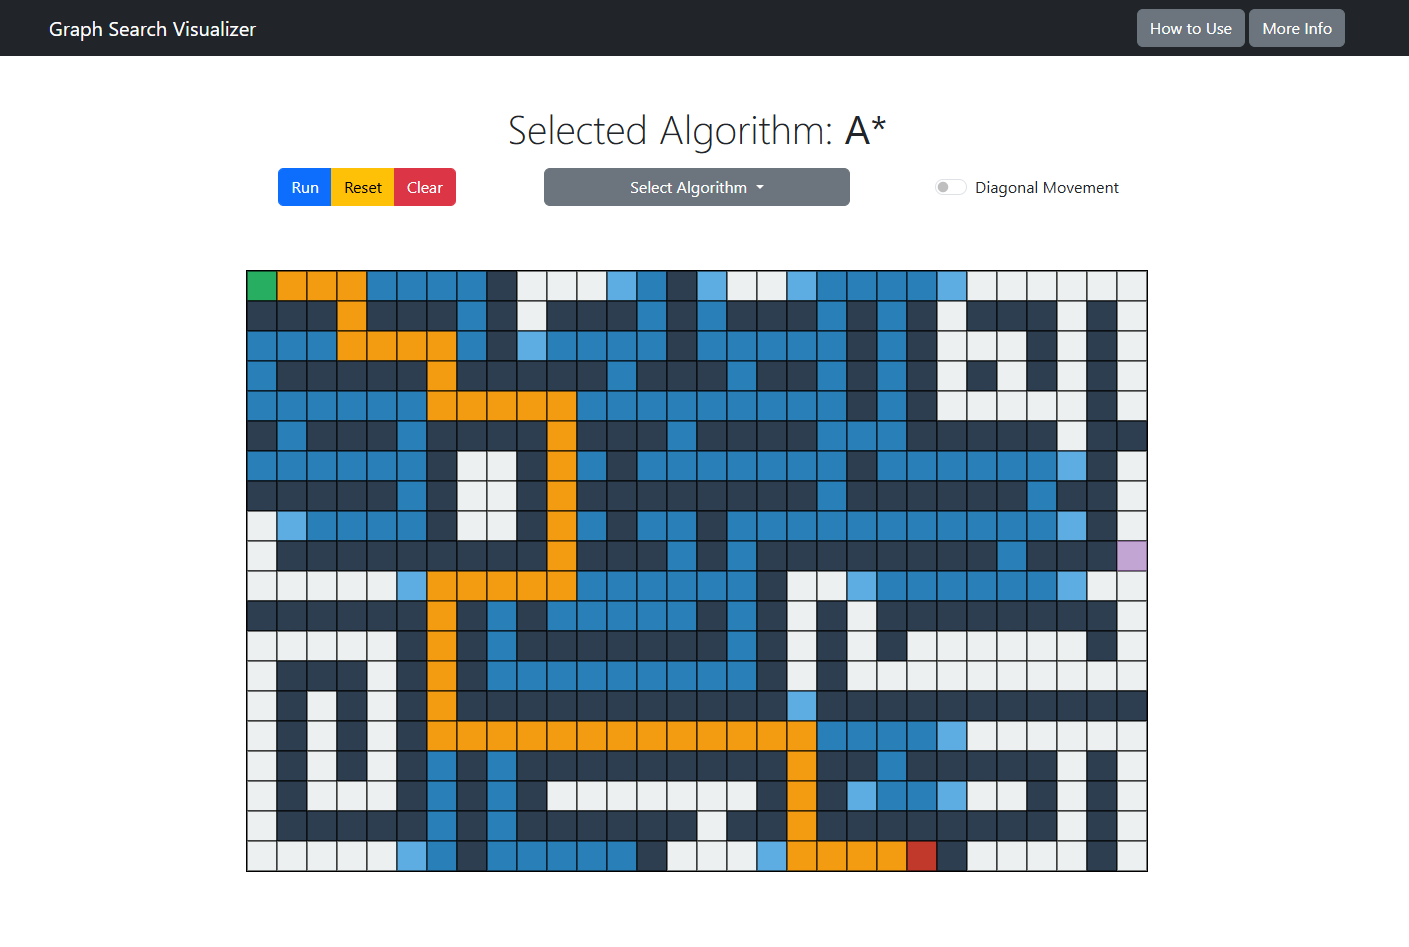 Graph Search Visualizer
How to Use
More Info
Selected Algorithm: A*
Run
Reset
Clear
Select Algorithm
Diagonal Movement